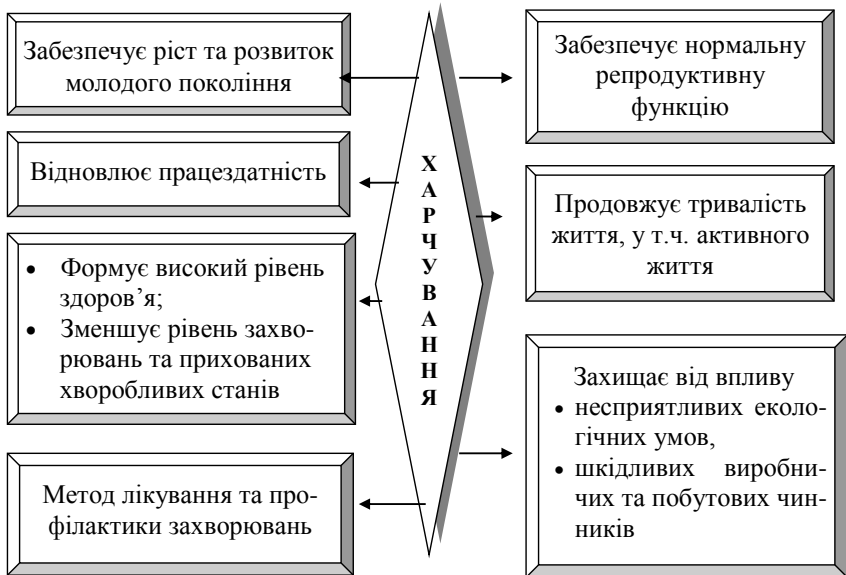 Забезпечує ріст та розвиток
молодого покоління
Відновлює працездатність
• Формує високий рівень
здоров’я;
• Зменшує рівень захво-
рювань та прихованих
хворобливих станів
Метод лікування та про-
філактики захворювань
ХАРЧУВАННЯ
Забезпечує нормальну
репродуктивну
функцію
Продовжує тривалість
життя, у т.ч. активного
життя
Захищає від впливу
• несприятливих еколо-
гічних умов,
• шкідливих виробни-
чих та побутових чин-
ників